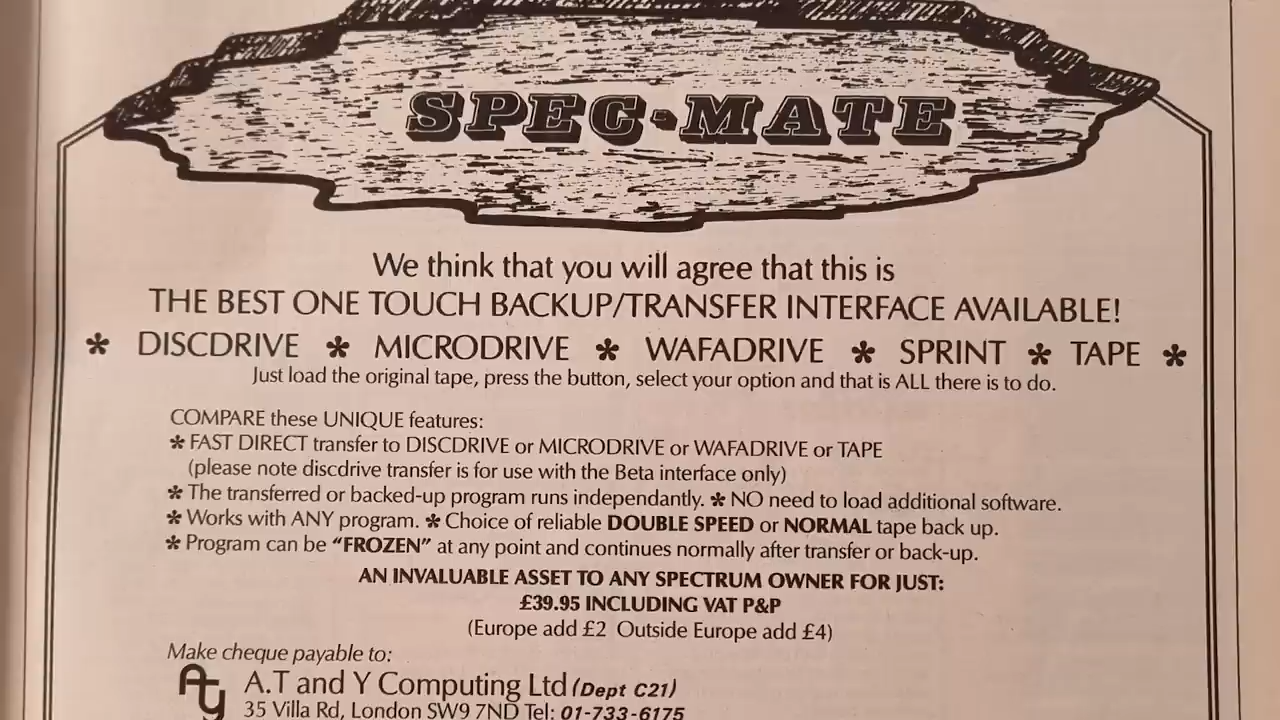 SPEC-MATE
We think that you will agree that this is
THE BEST ONE TOUCH BACKUP/TRANSFER INTERFACE AVAILABLE!
* DISCDRIVE * MICRODRIVE * WAFADRIVE * SPRINT * TAPE *
Just load the original tape, press the button, select your option and that is ALL there is to do.
COMPARE these UNIQUE features:
* FAST DIRECT transfer to DISCDRIVE or MICRODRIVE or WAFADRIVE or TAPE
(please note discdrive transfer is for use with the Beta interface only)
* The transferred or backed-up program runs independantly. * NO need to load additional software.
* Works with ANY program. * Choice of reliable DOUBLE SPEED or NORMAL tape back up.
* Program can be “FROZEN” at any point and continues normally after transfer or back-up.
AN INVALUABLE ASSET TO ANY SPECTRUM OWNER FOR JUST:
£39.95 INCLUDING VAT P&P
(Europe add £2 Outside Europe add £4)
Make cheque payable to:
Aty A.T and Y Computing Ltd (Dept C21)
35 Villa Rd, London SW9 7ND Tel: 01-733-6175